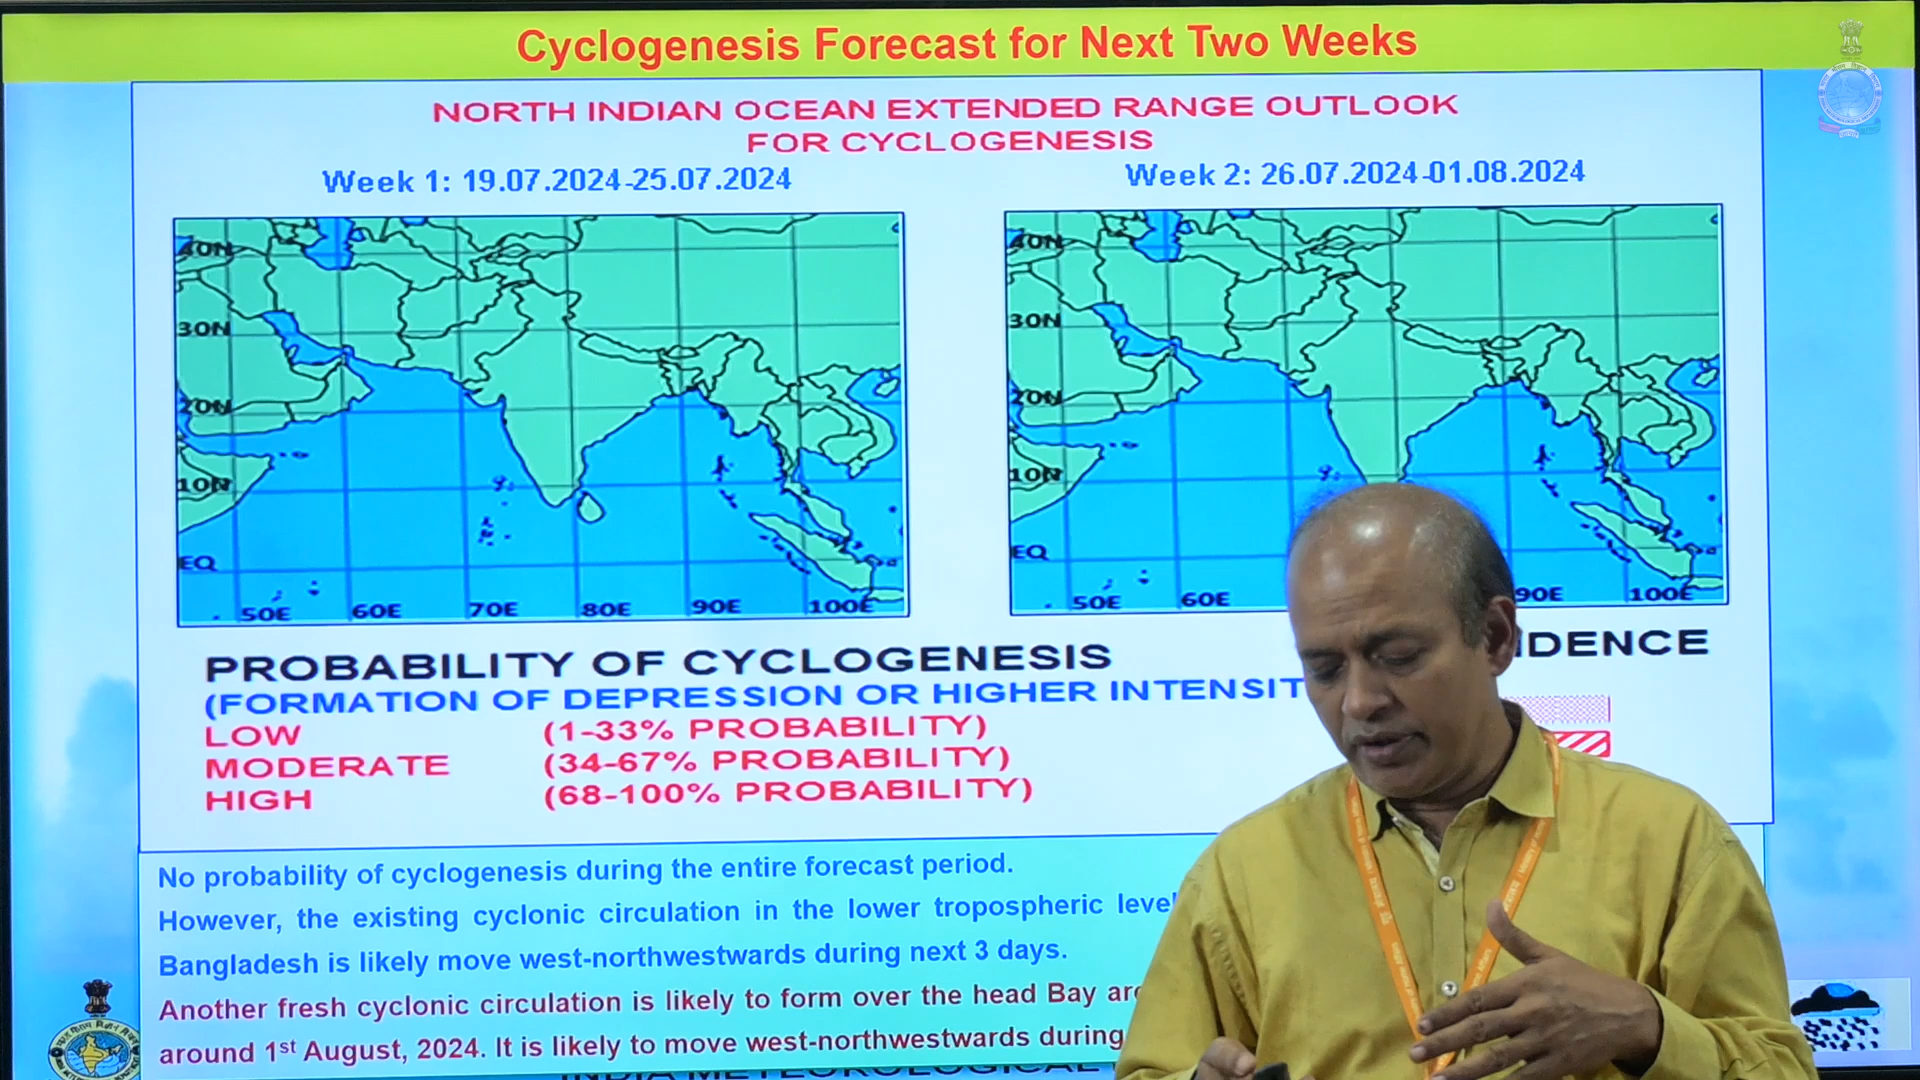 Cyclogenesis Forecast for Next Two Weeks
NORTH INDIAN OCEAN EXTENDED RANGE OUTLOOK
FOR CYCLOGENESIS
Week 1: 19.07.2024-25.07.2024
Week 2: 26.07.2024-01.08.2024
40N
30N
20N
10N
EQ
50E 60E 70E 80E 90E 100E
40N
30N
20N
10N
EQ
50E 60E 90E 100E
PROBABILITY OF CYCLOGENESIS
(FORMATION OF DEPRESSION OR HIGHER INTENSIT
LOW (1-33% PROBABILITY)
MODERATE (34-67% PROBABILITY)
HIGH (68-100% PROBABILITY)
IDENCE
No probability of cyclogenesis during the entire forecast period.
However, the existing cyclonic circulation in the lower tropospheric level
Bangladesh is likely move west-northwestwards during next 3 days.
Another fresh cyclonic circulation is likely to form over the head Bay
around 1st August, 2024. It is likely to move west-northwestwards during
INDIA METEOROLOGICAL